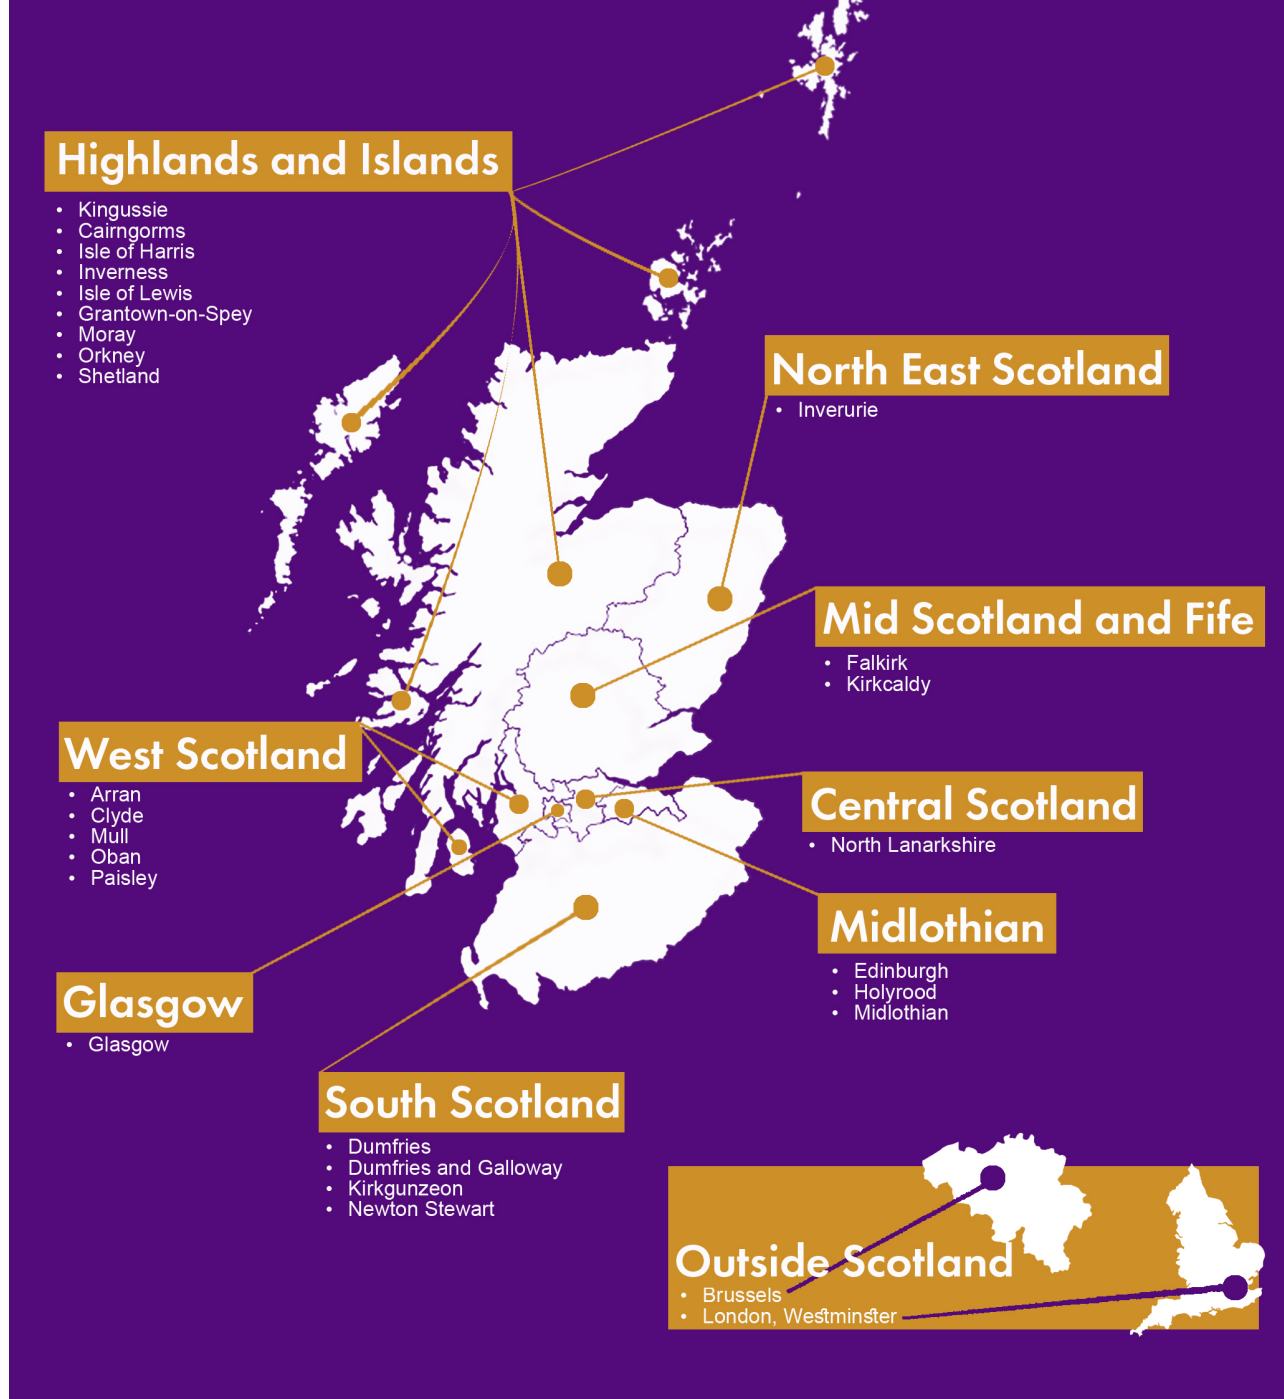 Highlands and Islands
• Kingussie
• Cairngorms
• Isle of Harris
• Inverness
• Isle of Lewis
• Grantown-on-Spey
• Moray
• Orkney
• Shetland
North East Scotland
• Inverurie
Mid Scotland and Fife
• Falkirk
• Kirkcaldy
West Scotland
• Arran
• Clyde
• Mull
• Oban
• Paisley
Central Scotland
• North Lanarkshire
Midlothian
• Edinburgh
• Holyrood
• Midlothian
Glasgow
• Glasgow
South Scotland
• Dumfries
• Dumfries and Galloway
• Kirkgunzeon
• Newton Stewart
Outside Scotland
• Brussels
• London, Westminster